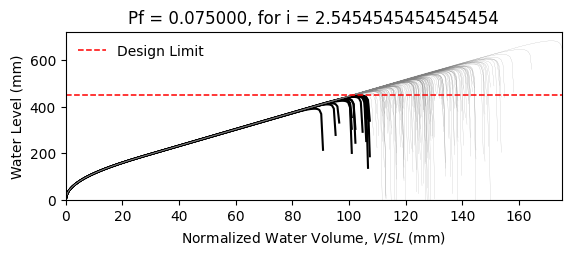 Pf = 0.075000, for i = 2.5454545454545454
Water Level (mm)
600
400
200
0
Design Limit
0 20 40 60 80 100 120 140 160
Normalized Water Volume, V/SL (mm)